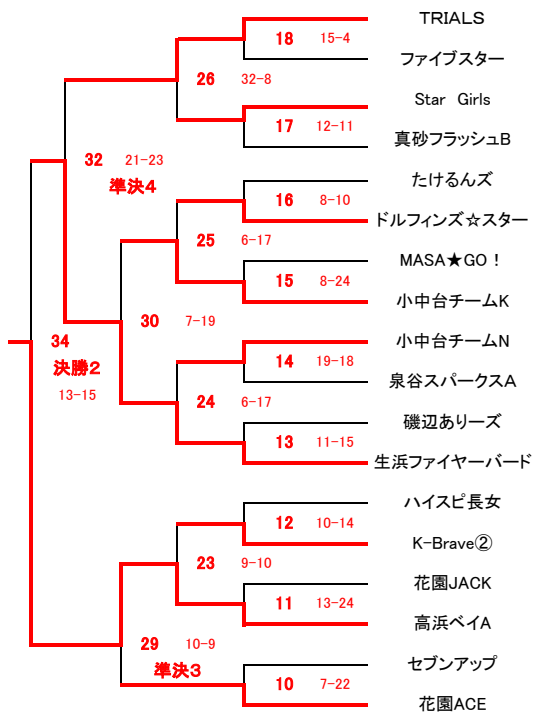 TRIALS
18 15-4
ファイブスター
26 32-8
Star Girls
17 12-11
真砂フラッシュB
32 21-23
準決4
たけるんズ
16 8-10
ドルフィンズ☆スター
25 6-17
MASA★GO！
15 8-24
小中台チームK
30 7-19
34
決勝2
13-15
小中台チームN
14 19-18
泉谷スパークスA
24 6-17
磯辺ありーズ
13 11-15
生浜ファイヤーバード
ハイスピ長女
12 10-14
K-Brave②
23 9-10
花園JACK
11 13-24
高浜ベイA
29 10-9
準決3
セブンアップ
10 7-22
花園ACE